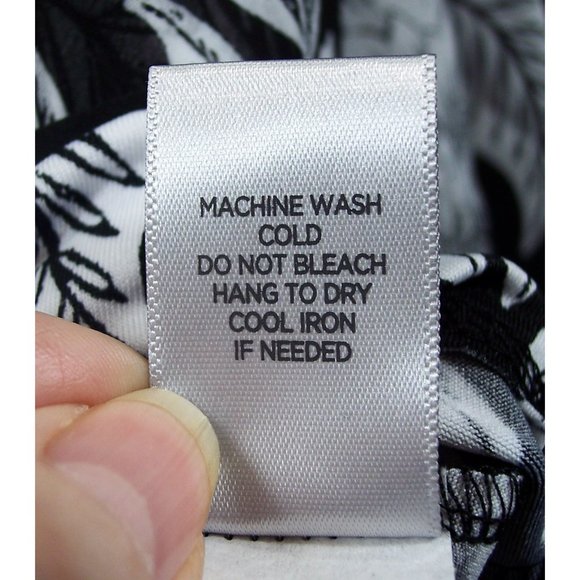 MACHINE WASH
COLD
DO NOT BLEACH
HANG TO DRY
COOL IRON
IF NEEDED